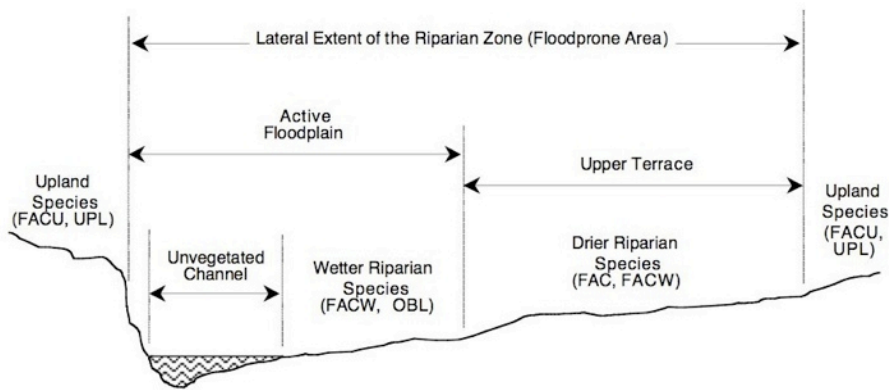 Lateral Extent of the Riparian Zone (Floodprone Area)
Active
Floodplain
Upper Terrace
Upland
Species
(FACU, UPL)
Unvegetated
Channel
Wetter Riparian
Species
(FACW, OBL)
Drier Riparian
Species
(FAC, FACW)
Upland
Species
(FACU,
UPL)